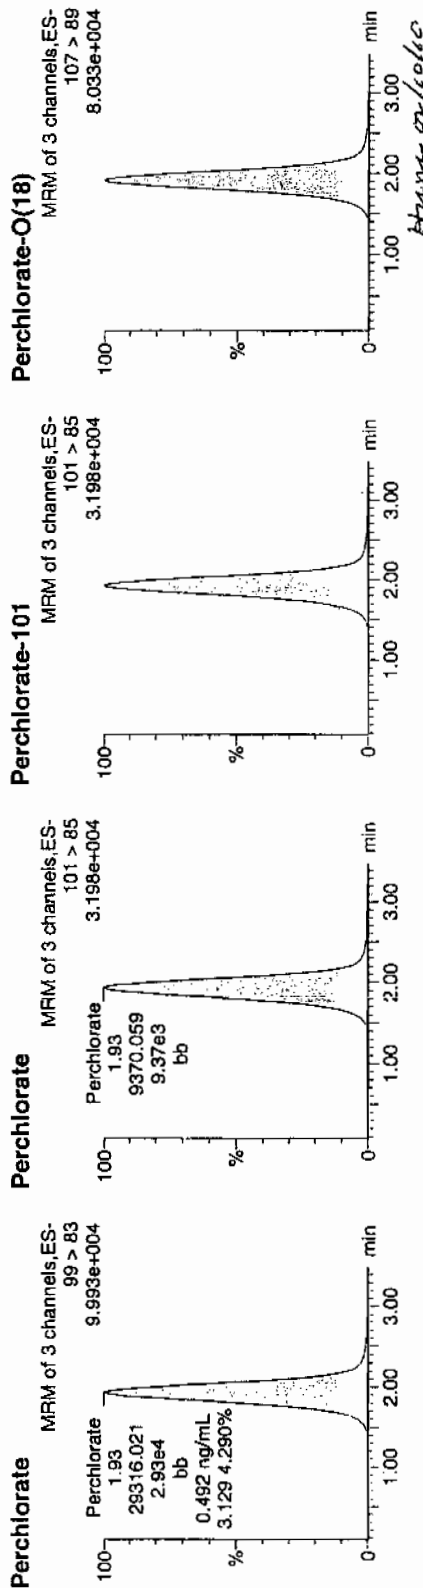 Perchlorate
MRM of 3 channels,ES-
99 > 83
9.993e+004
Perchlorate
1.93
29316.021
2.93e4
bb
0.492 ng/mL
3.129 4.290%
100
%
0
1.00
2.00
3.00
min
Perchlorate
MRM of 3 channels,ES-
101 > 85
3.198e+004
Perchlorate
1.93
9370.059
9.37e3
bb
100
%
0
1.00
2.00
3.00
min
Perchlorate-101
MRM of 3 channels,ES-
101 > 85
3.198e+004
100
%
0
1.00
2.00
3.00
min
Perchlorate-O(18)
MRM of 3 channels,ES-
107 > 89
8.033e+004
100
%
0
1.00
2.00
3.00
min